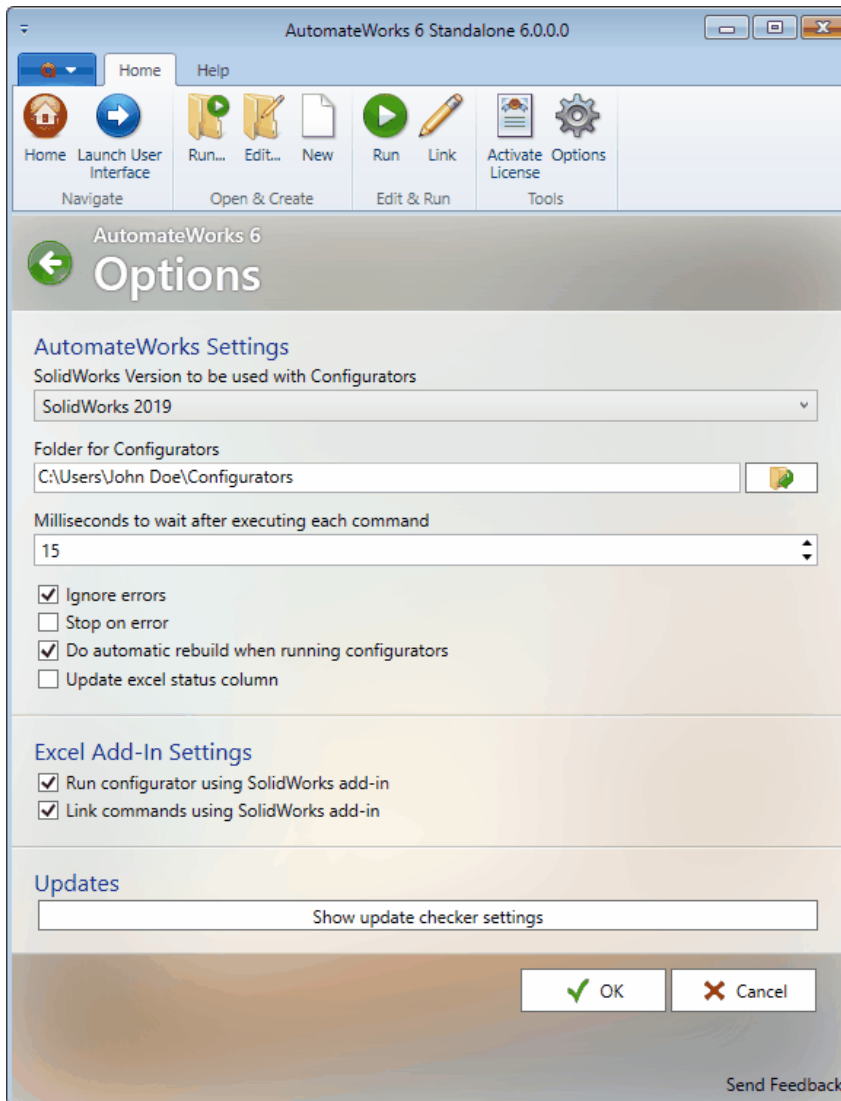 AutomateWorks 6 Standalone 6.0.0.0
Home Help
Home Launch User Interface Run... Edit... New Run Link Activate License Options
Navigate Open & Create Edit & Run Tools
AutomateWorks 6
Options
AutomateWorks Settings
SolidWorks Version to be used with Configurators
SolidWorks 2019
Folder for Configurators
C:\Users\John Doe\Configurators
Milliseconds to wait after executing each command
15
Ignore errors
Stop on error
Do automatic rebuild when running configurators
Update excel status column
Excel Add-In Settings
Run configurator using SolidWorks add-in
Link commands using SolidWorks add-in
Updates
Show update checker settings
OK Cancel
Send Feedback